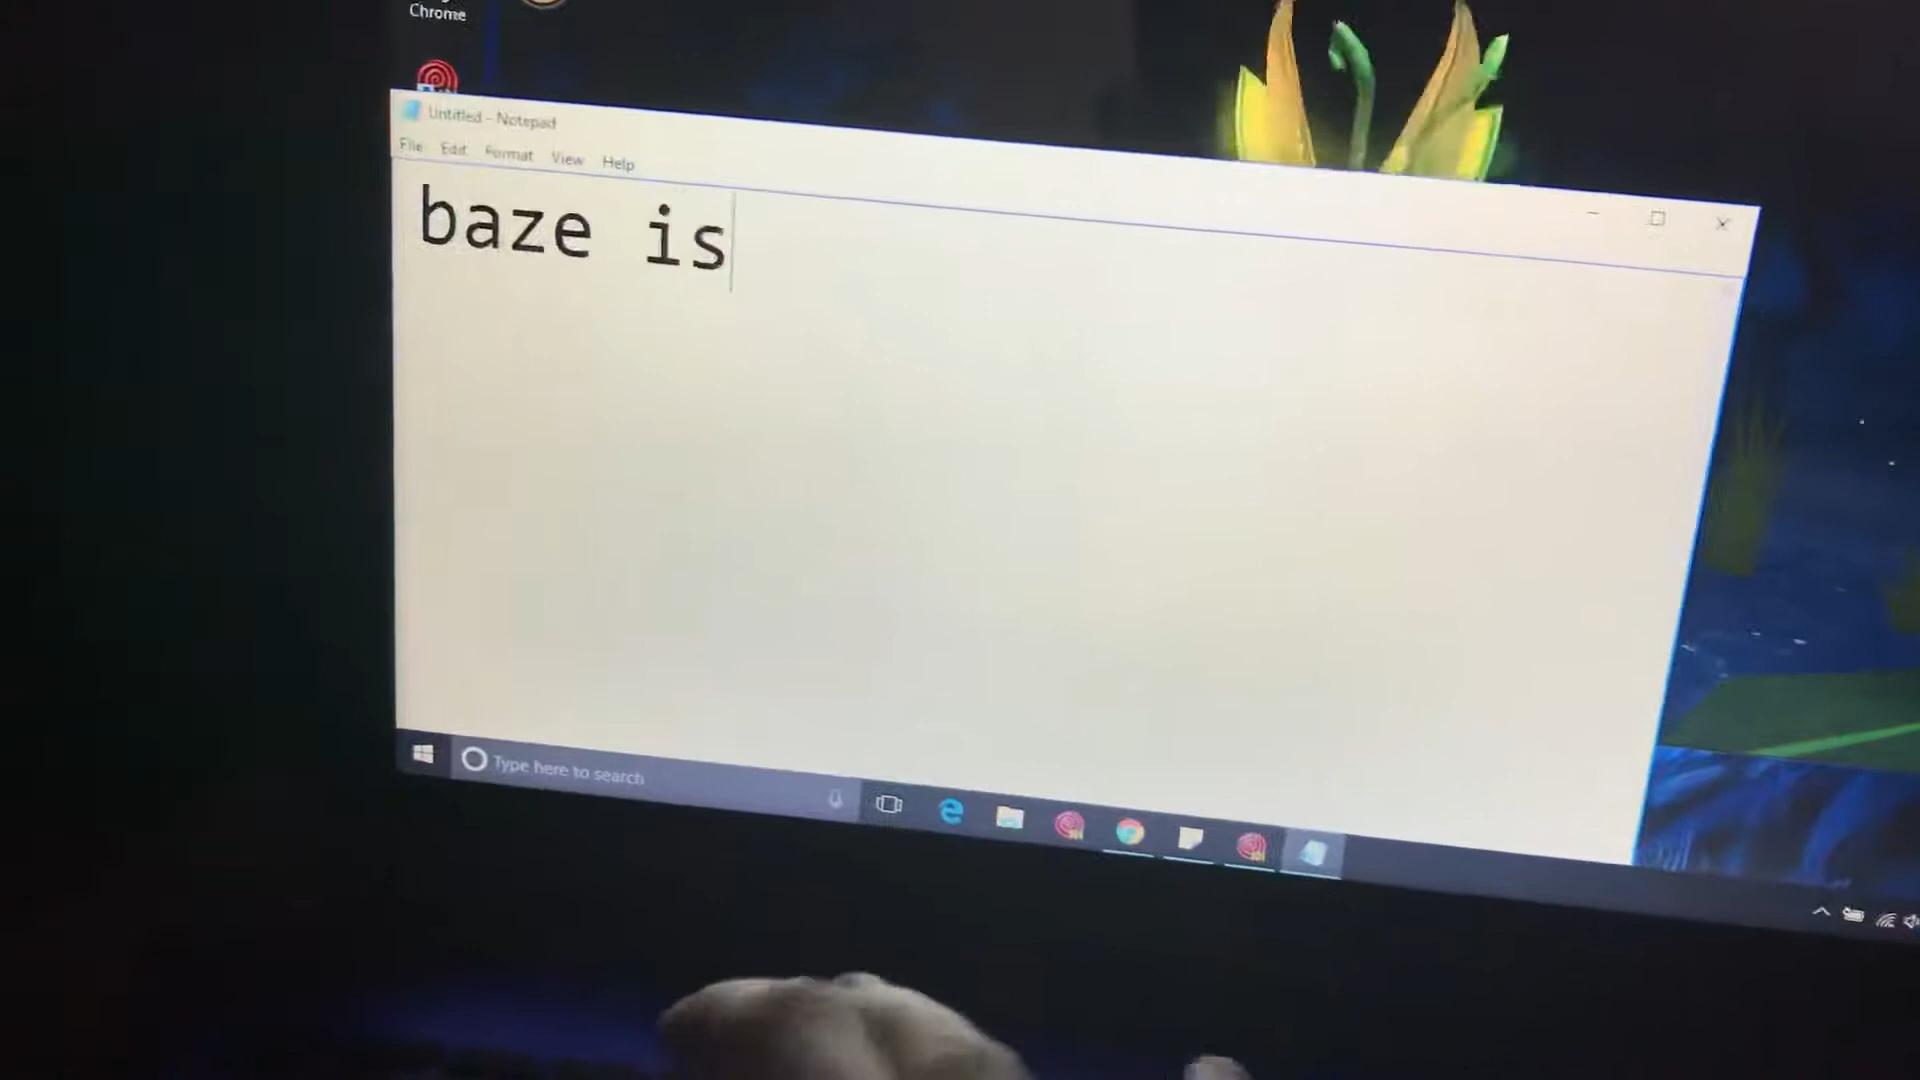 Chrome
Untitled - Notepad
File Edit Format View Help
baze is
Type here to search